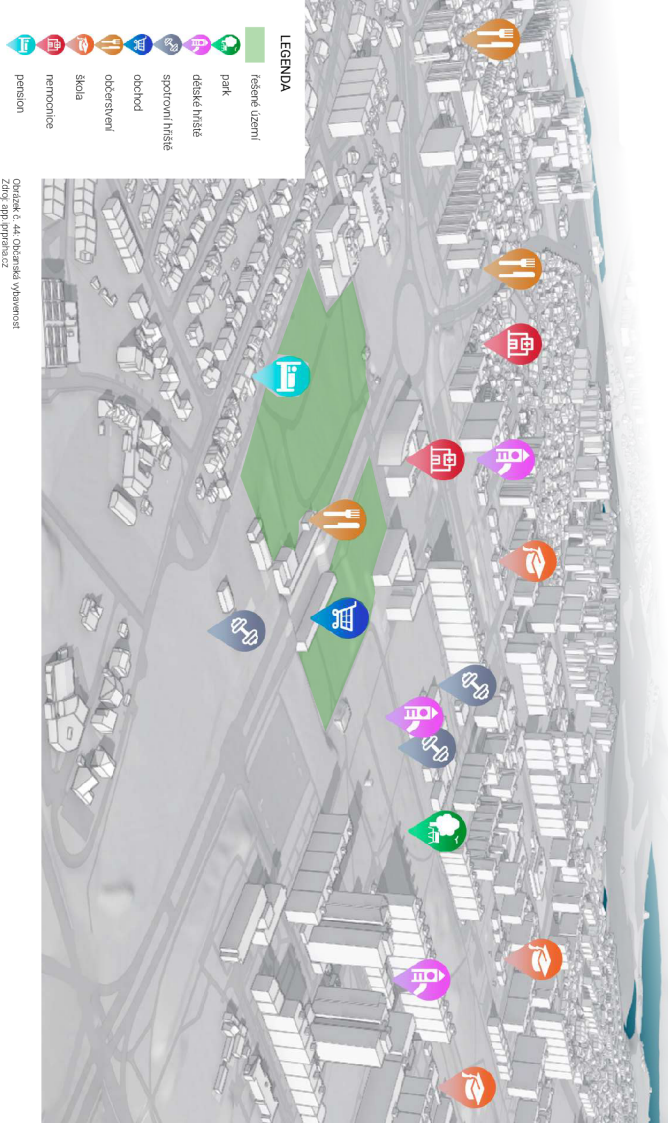 LEGENDA
řešené území
park
dětské hřiště
spotrovní hřiště
obchod
občerstvení
škola
nemocnice
pension
Obrázek č. 44: Občanská vybavenost
Zdroj: app.iprpraha.cz